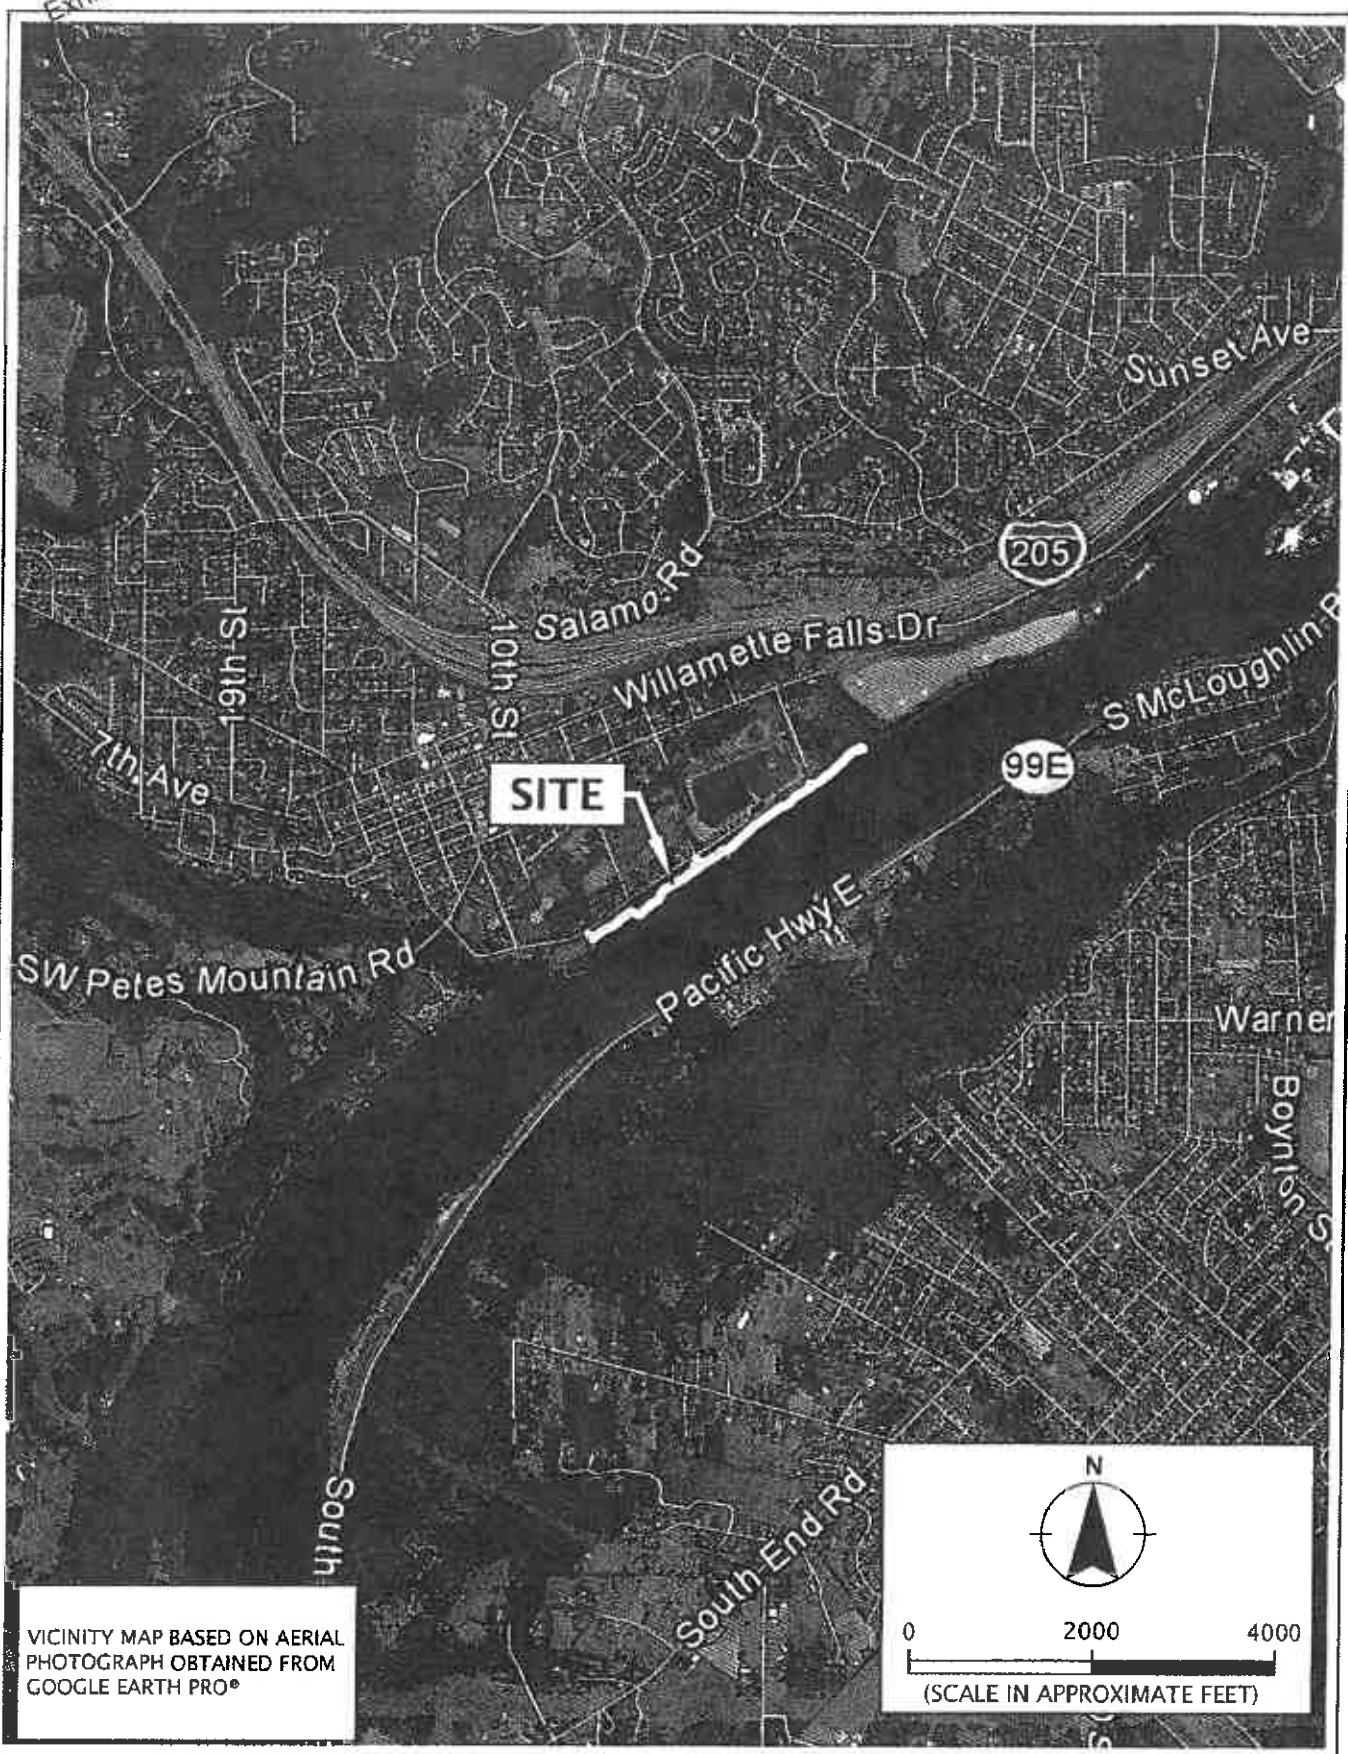 Sunset Ave
205
Salamo Rd
Willamette Falls Dr
19th St
10th St
S McLoughlin
99E
7th Ave
SITE
Pacific Hwy E
SW Petes Mountain Rd
Warner
Boynton S
South
South End Rd
N
0 2000 4000
(SCALE IN APPROXIMATE FEET)
VICINITY MAP BASED ON AERIAL
PHOTOGRAPH OBTAINED FROM
GOOGLE EARTH PRO®